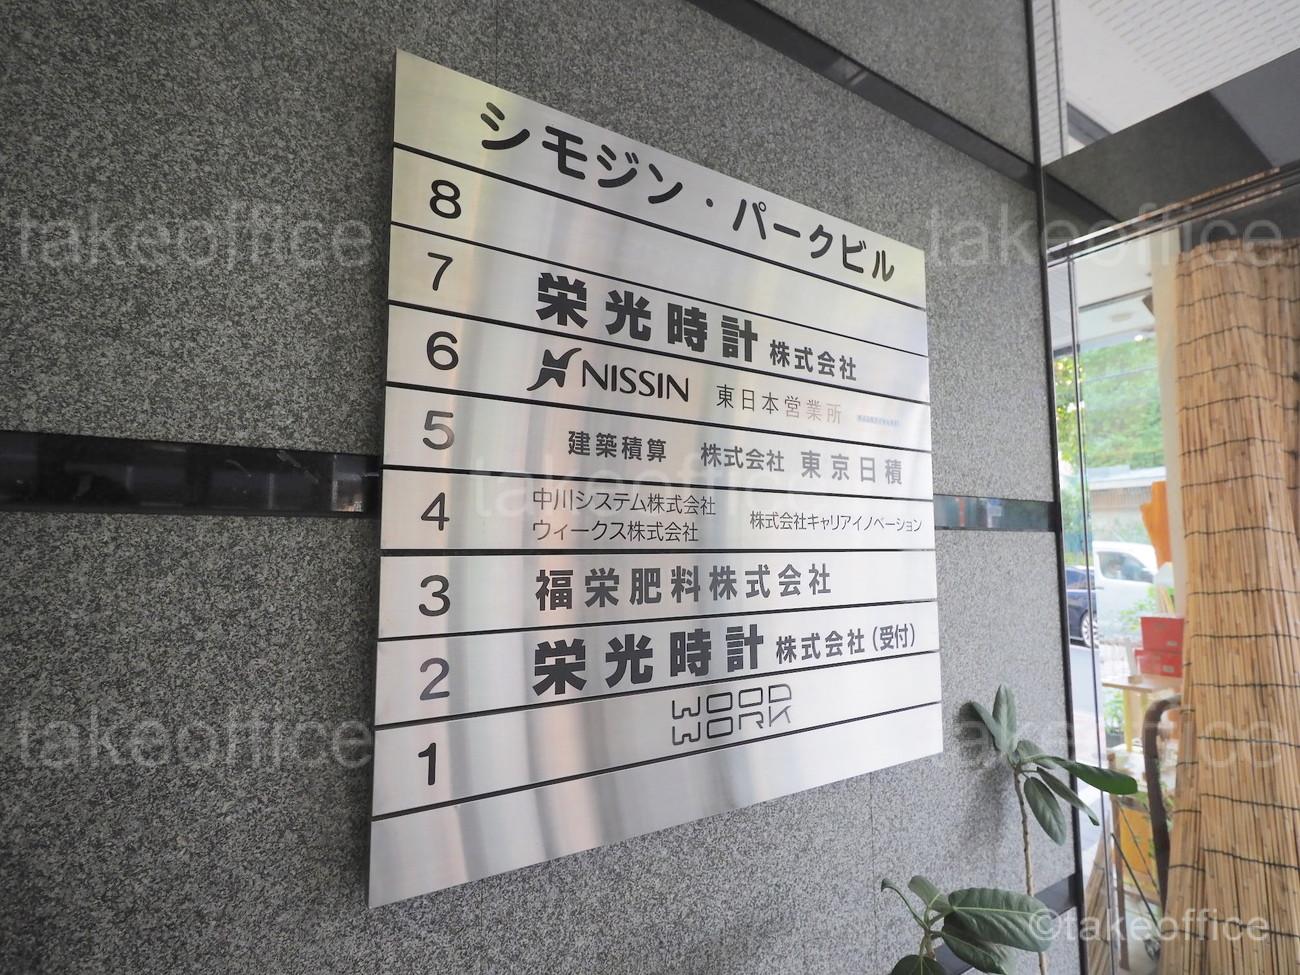 シモジン・パークビル
8
7 栄光時計株式会社
6 NISSIN 東日本営業所
5 建築積算 株式会社 東京日積
4 中川システム株式会社 株式会社キャリアイノベーション
ウィークス株式会社
3 福栄肥料株式会社
2 栄光時計株式会社(受付)
1 WOOD
WORK
takeoffice
takeoffice
takeoffice
takeoffice
takeoffice
©takeoffice